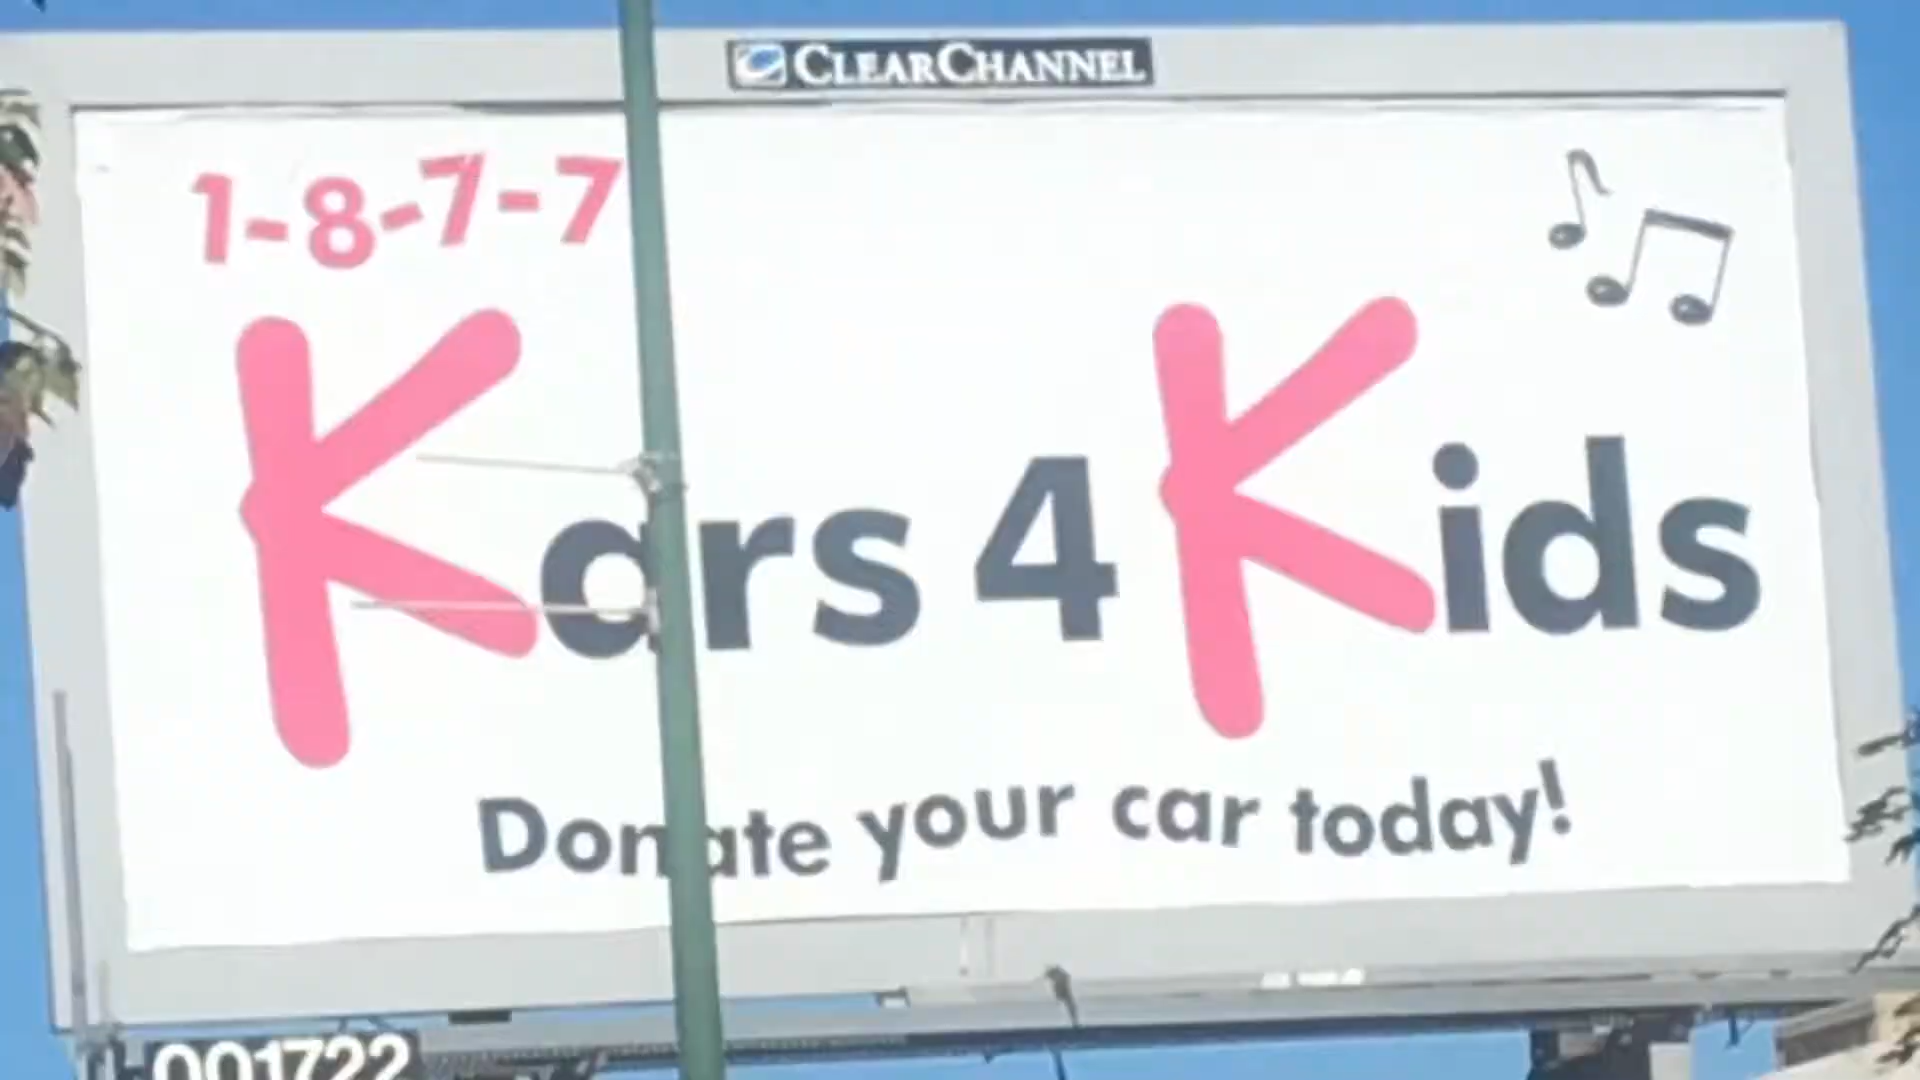 CLEARCHANNEL
1-8-7-7
Kars 4 Kids
Donate your car today!
001722